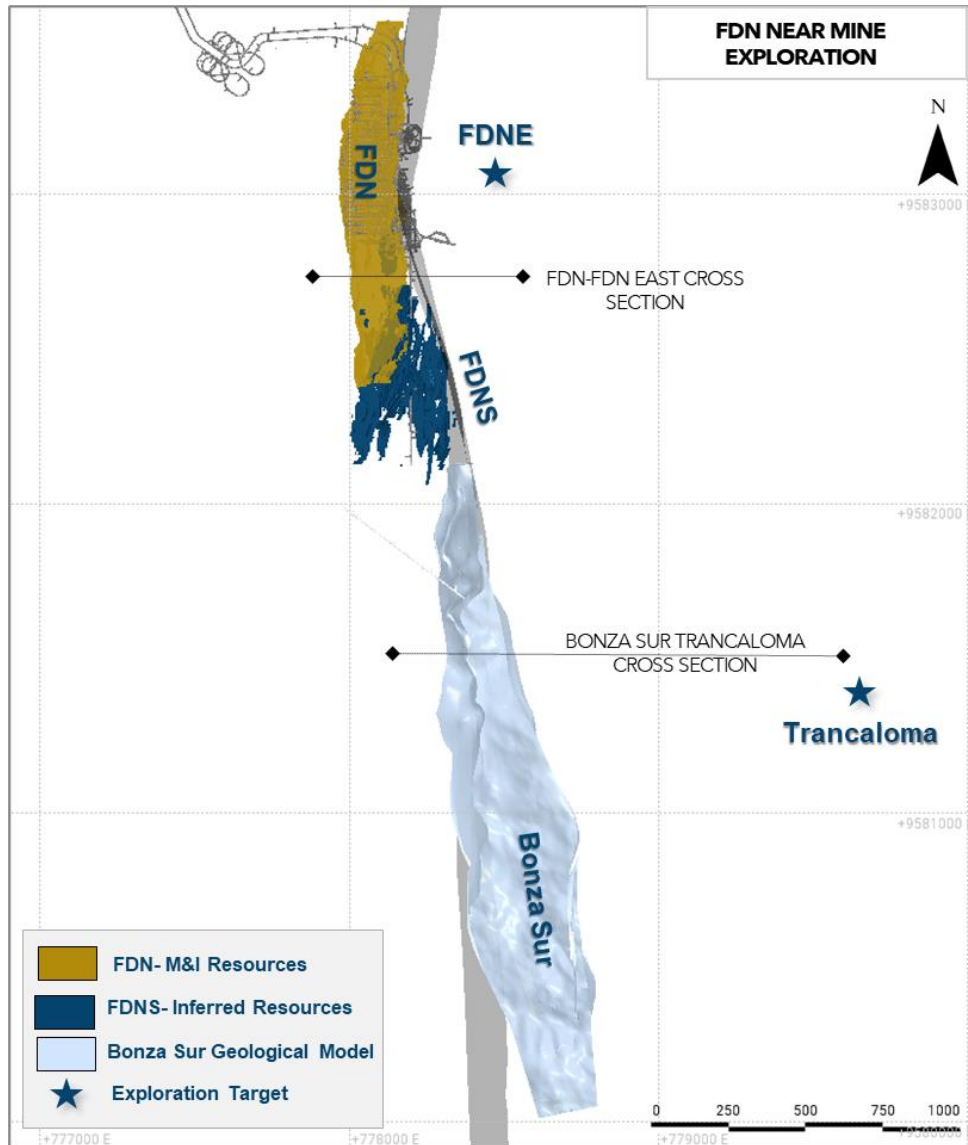 FDN NEAR MINE
EXPLORATION
N
FDNE
FDN
+9583000
FDN-FDN EAST CROSS
SECTION
FDNS
+9582000
BONZA SUR TRANCALOMA
CROSS SECTION
Trancaloma
+9581000
Bonza Sur
FDN- M&I Resources
FDNS- Inferred Resources
Bonza Sur Geological Model
Exploration Target
0 250 500 750 1000
+777000 E
+778000 E
+779000 E